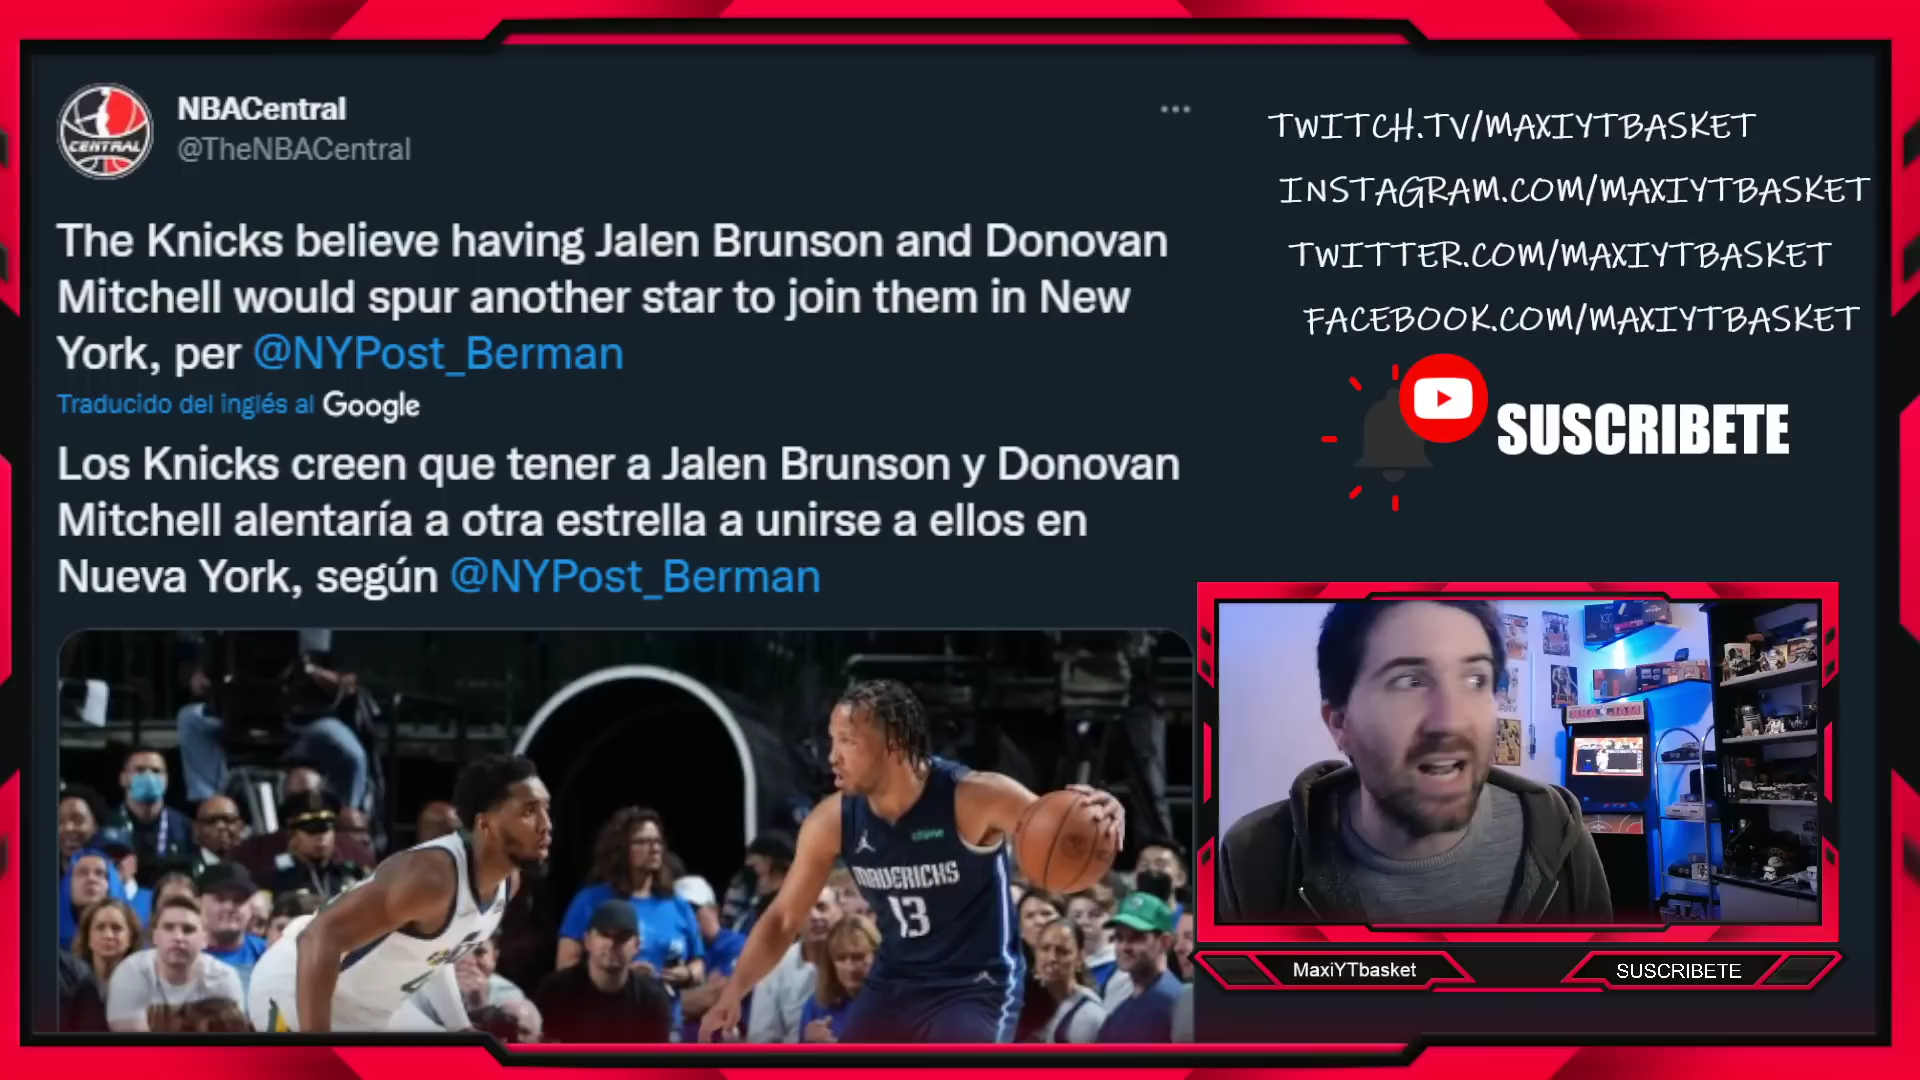 NBACentral
@TheNBACentral
CENTRAL
The Knicks believe having Jalen Brunson and Donovan
Mitchell would spur another star to join them in New
York, per @NYPost_Berman
Traducido del inglés al Google
Los Knicks creen que tener a Jalen Brunson y Donovan
Mitchell alentaría a otra estrella a unirse a ellos en
Nueva York, según @NYPost_Berman
MAVERICKS
13
TWITCH.TV/MAXIYTBASKET
INSTAGRAM.COM/MAXIYTBASKET
TWITTER.COM/MAXIYTBASKET
FACEBOOK.COM/MAXIYTBASKET
SUSCRIBETE
NBA JAM
MaxiYTbasket
SUSCRIBETE